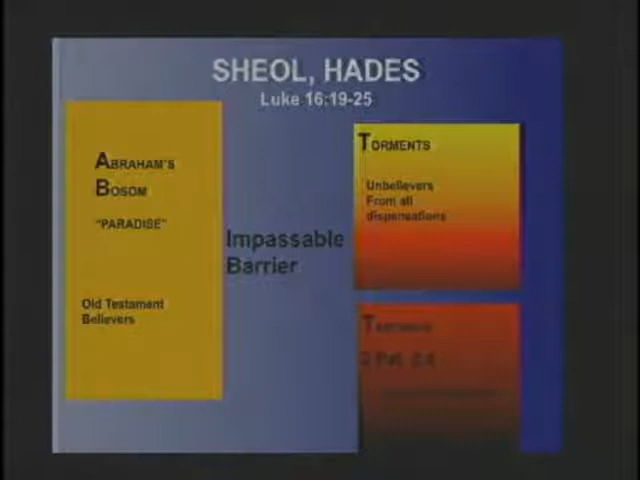 SHEOL, HADES
Luke 16:19-25
ABRAHAM'S
BOSOM
"PARADISE"
Old Testament
Believers
Impassable
Barrier
TORMENTS
Unbelievers
From all
dispensations
2 Pet. 2:4